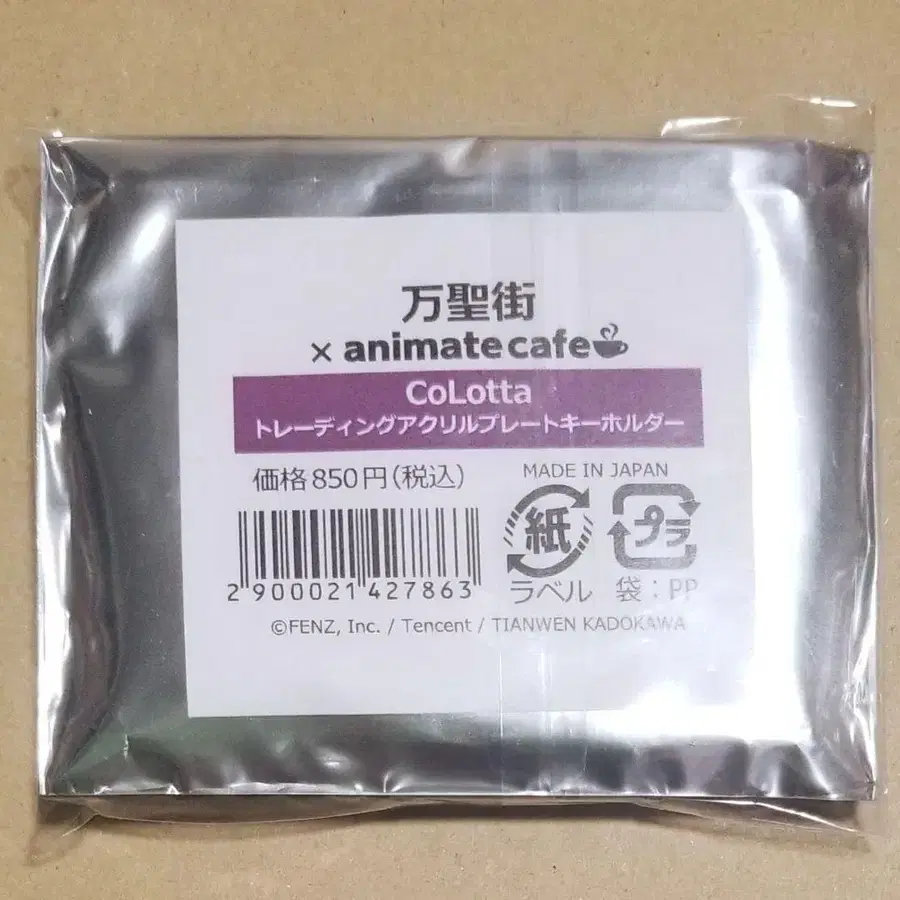 万聖街
× animatecafe
CoLotta
トレーディングアクリルプレートキーホルダー
価格850円(税込)
MADE IN JAPAN
紙
プラ
ラベル
袋:PP
2 900021 427863
©FENZ, Inc. / Tencent / TIANWEN KADOKAWA